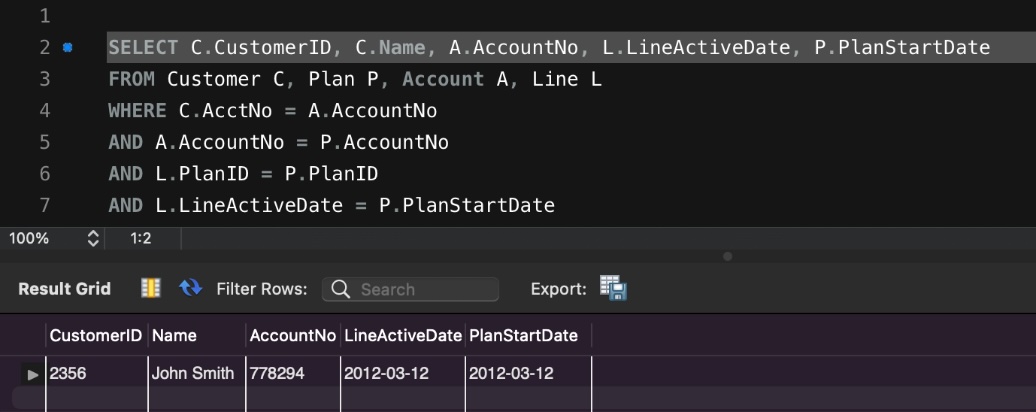 1
2 SELECT C.CustomerID, C.Name, A.AccountNo, L.LineActiveDate, P.PlanStartDate
3 FROM Customer C, Plan P, Account A, Line L
4 WHERE C.AcctNo = A.AccountNo
5 AND A.AccountNo = P.AccountNo
6 AND L.PlanID = P.PlanID
7 AND L.LineActiveDate = P.PlanStartDate
100% 1:2
Result Grid Filter Rows: Search Export:
CustomerID Name AccountNo LineActiveDate PlanStartDate
2356 John Smith 778294 2012-03-12 2012-03-12